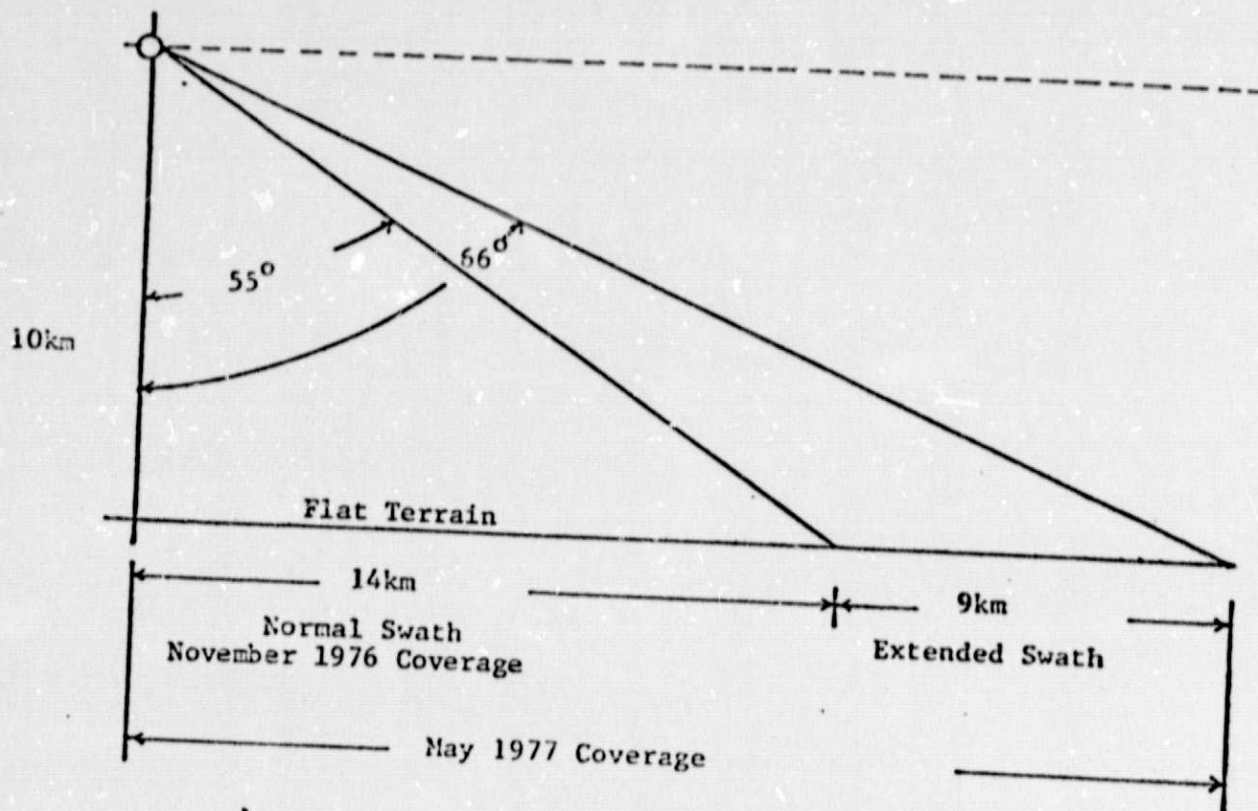 55°
66°
10km
Flat Terrain
14km
9km
Normal Swath
November 1976 Coverage
Extended Swath
May 1977 Coverage